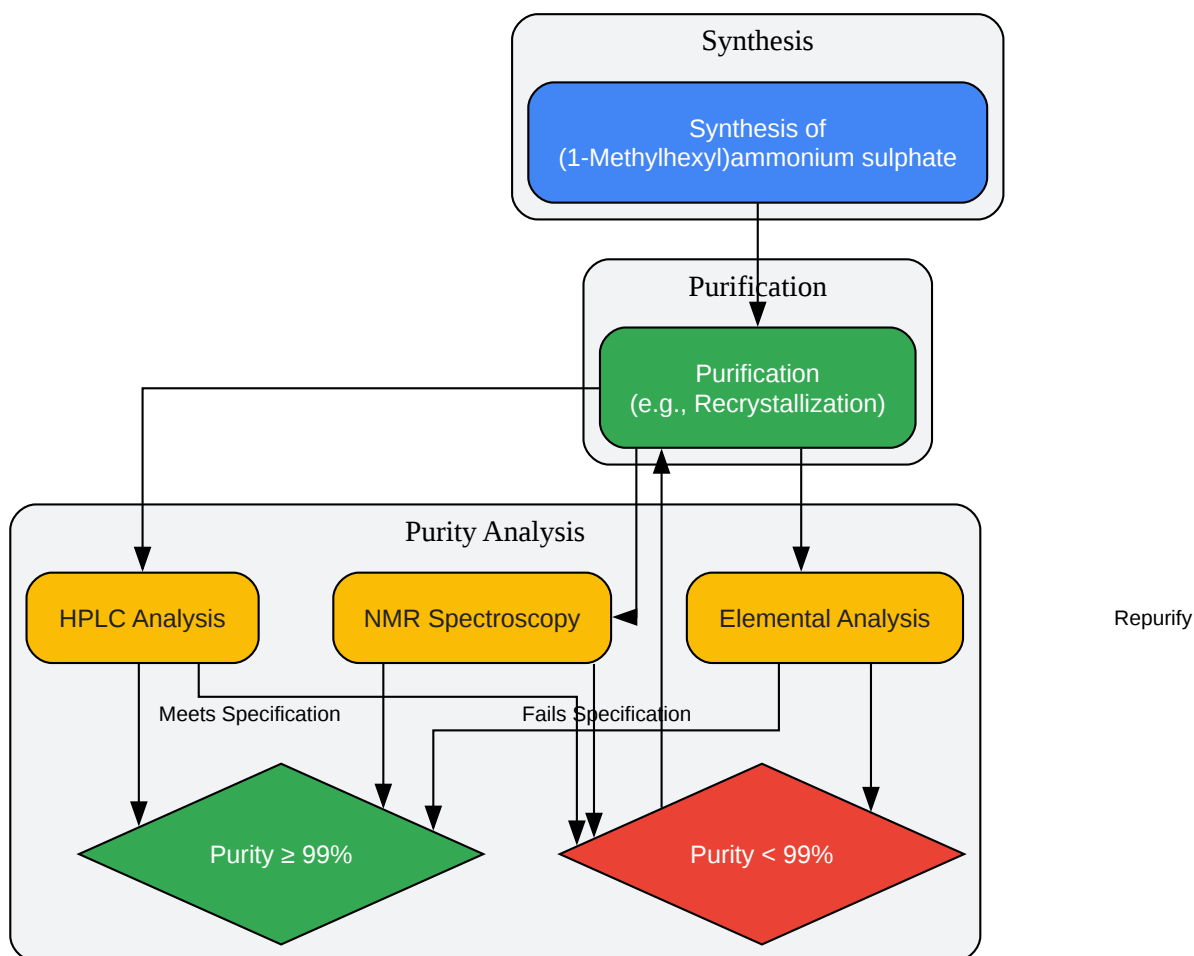 Synthesis
Synthesis of
(1-Methylhexyl)ammonium sulphate
Purification
Purification
(e.g., Recrystallization)
Purity Analysis
HPLC Analysis
NMR Spectroscopy
Elemental Analysis
Repurify
Meets Specification
Fails Specification
Purity ≥ 99%
Purity < 99%